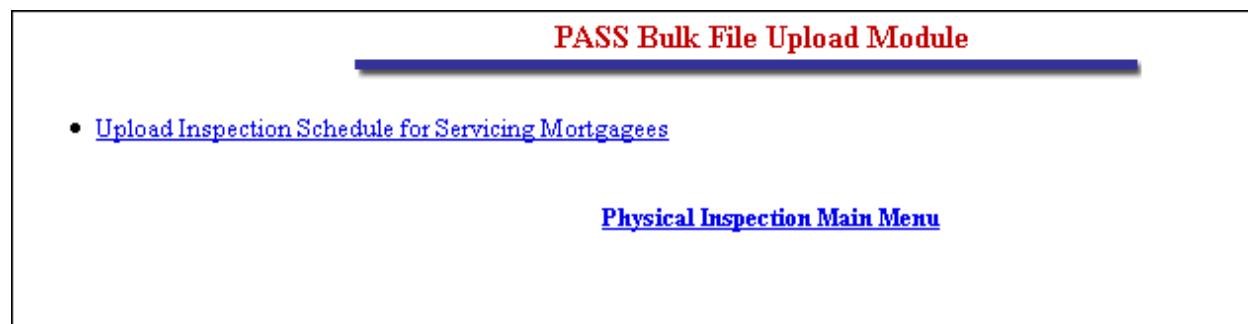 PASS Bulk File Upload Module
Upload Inspection Schedule for Servicing Mortgagees
Physical Inspection Main Menu